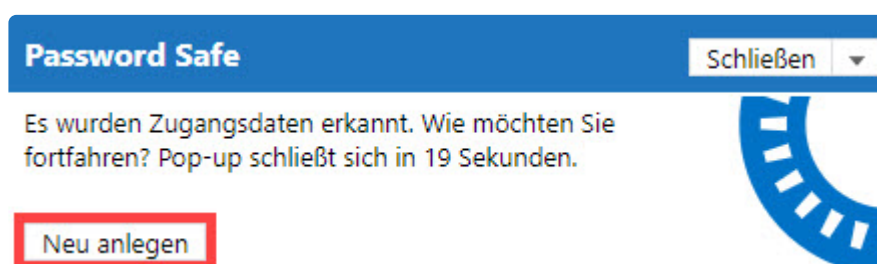 Password Safe
Schließen
Es wurden Zugangsdaten erkannt. Wie möchten Sie
fortfahren? Pop-up schließt sich in 19 Sekunden.
Neu anlegen